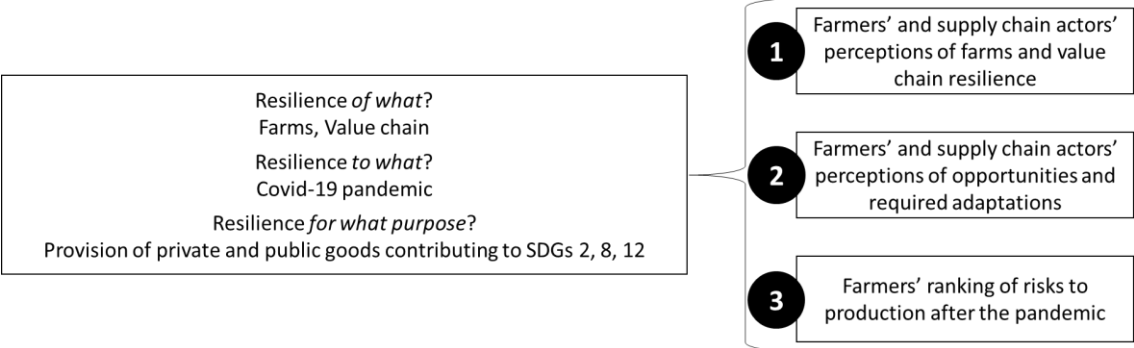 Resilience of what?
Farms, Value chain
Resilience to what?
Covid-19 pandemic
Resilience for what purpose?
Provision of private and public goods contributing to SDGs 2, 8, 12
1
Farmers’ and supply chain actors’
perceptions of farms and value
chain resilience
2
Farmers’ and supply chain actors’
perceptions of opportunities and
required adaptations
3
Farmers’ ranking of risks to
production after the pandemic